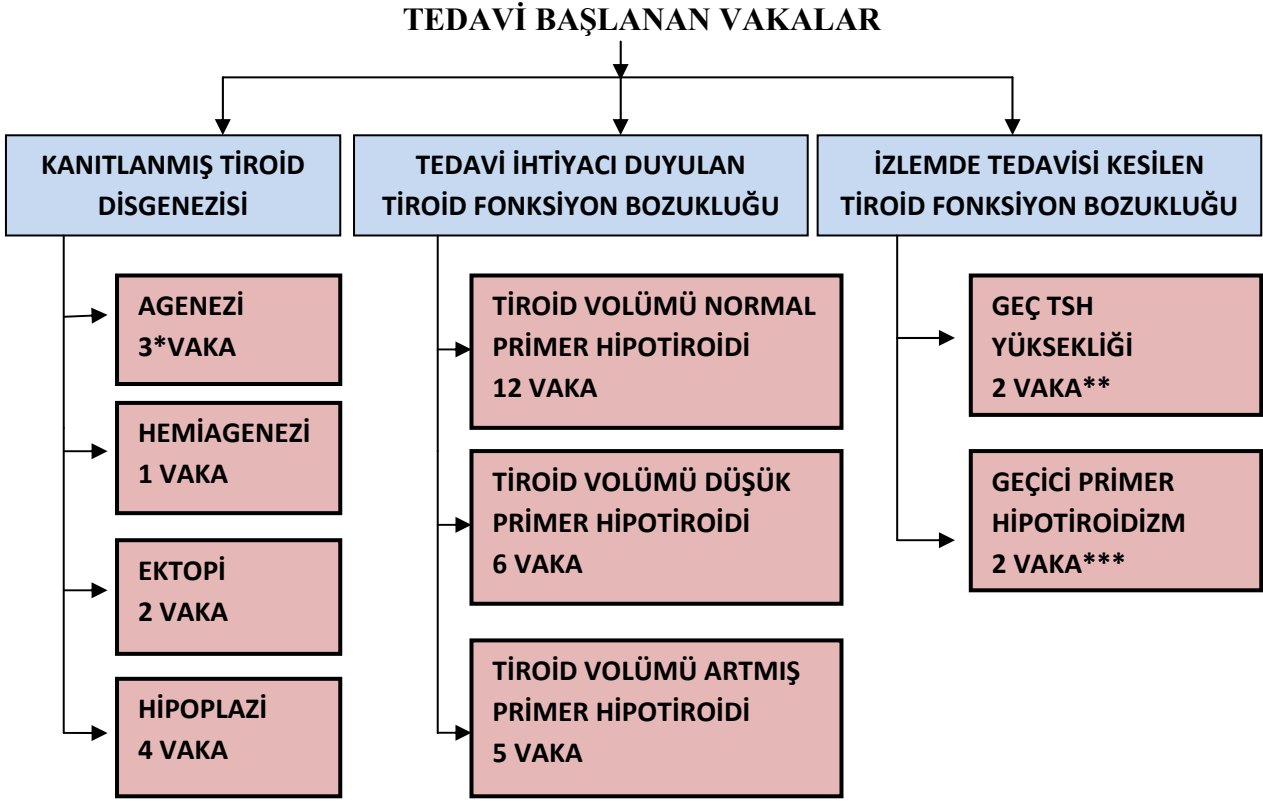 TEDAVİ BAŞLANAN VAKALAR
KANITLANMIŞ TİROİD
DİSGENEZİSİ
AGENEZİ
3*VAKA
HEMİAGENEZİ
1 VAKA
EKTOPİ
2 VAKA
HİPOPLAZİ
4 VAKA
TEDAVİ İHTİYACI DUYULAN
TİROİD FONKSİYON BOZUKLUĞU
TİROİD VOLÜMÜ NORMAL
PRİMER HİPOTİROİDİ
12 VAKA
TİROİD VOLÜMÜ DÜŞÜK
PRİMER HİPOTİROİDİ
6 VAKA
TİROİD VOLÜMÜ ARTMIŞ
PRİMER HİPOTİROİDİ
5 VAKA
İZLEMDE TEDAVİSİ KESİLEN
TİROİD FONKSİYON BOZUKLUĞU
GEÇ TSH
YÜKSEKLİĞİ
2 VAKA**
GEÇİCİ PRİMER
HİPOTİROİDİZM
2 VAKA***